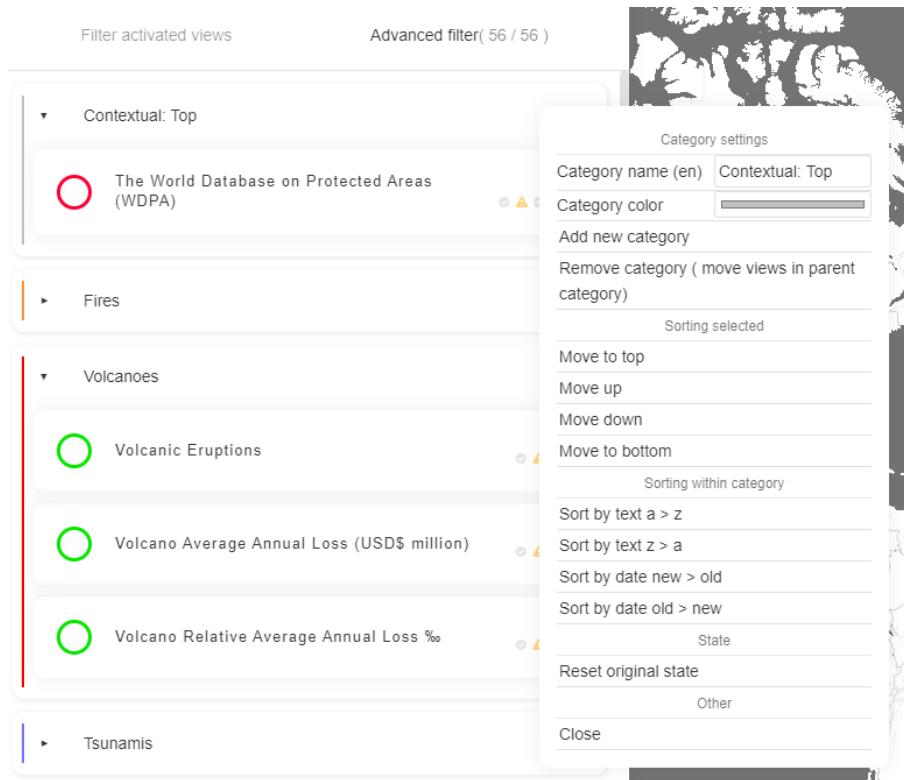 Filter activated views
Advanced filter( 56 / 56 )
Contextual: Top
The World Database on Protected Areas
(WDPA)
Fires
Volcanoes
Volcanic Eruptions
Volcano Average Annual Loss (USD$ million)
Volcano Relative Average Annual Loss ‰
Tsunamis
Category settings
Category name (en) Contextual: Top
Category color
Add new category
Remove category ( move views in parent
category)
Sorting selected
Move to top
Move up
Move down
Move to bottom
Sorting within category
Sort by text a > z
Sort by text z > a
Sort by date new > old
Sort by date old > new
State
Reset original state
Other
Close